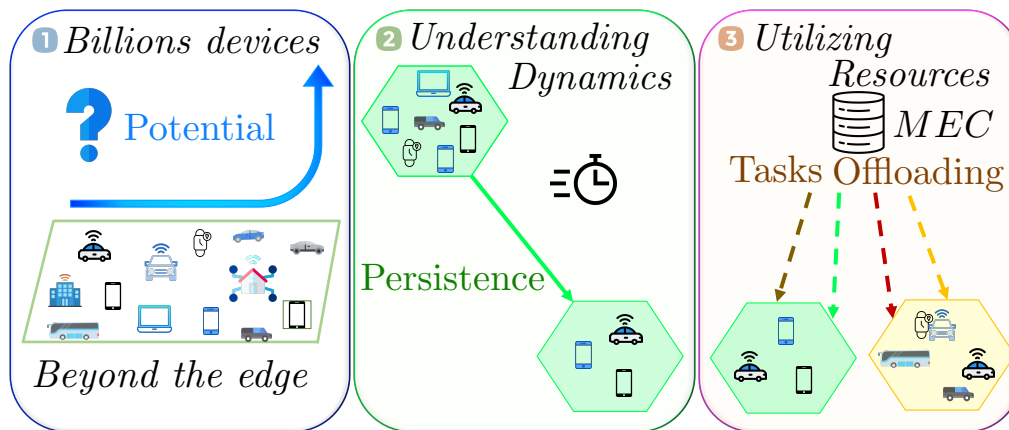 1 Billions devices
Potential
Beyond the edge
2 Understanding
Dynamics
Persistence
3 Utilizing
Resources
MEC
Tasks Offloading